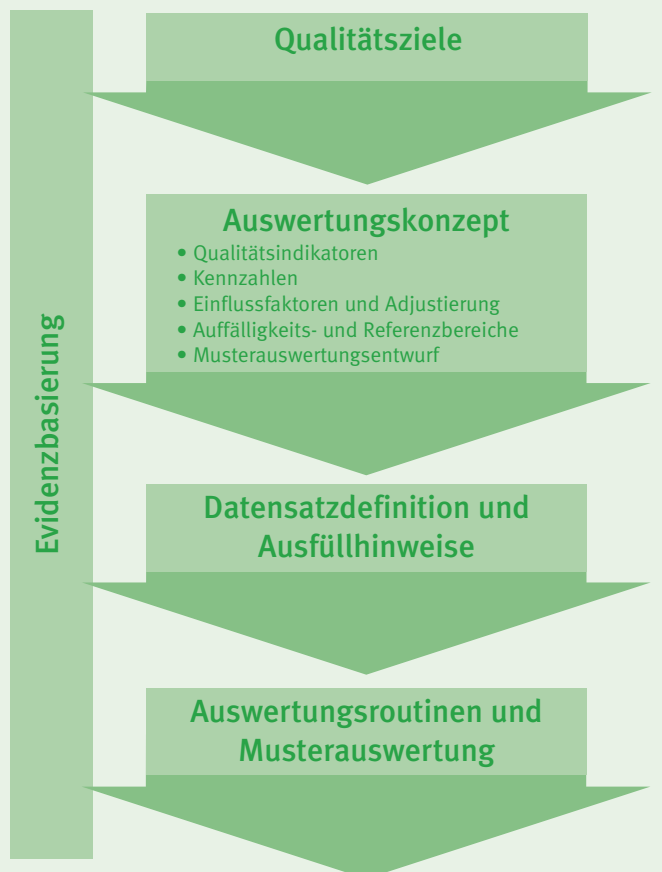 Qualitätsziele
Auswertungskonzept
• Qualitätsindikatoren
• Kennzahlen
• Einflussfaktoren und Adjustierung
• Auffälligkeits- und Referenzbereiche
• Musterauswertungsentwurf
Evidenzbasierung
Datensatzdefinition und
Ausfüllhinweise
Auswertungsroutinen und
Musterauswertung